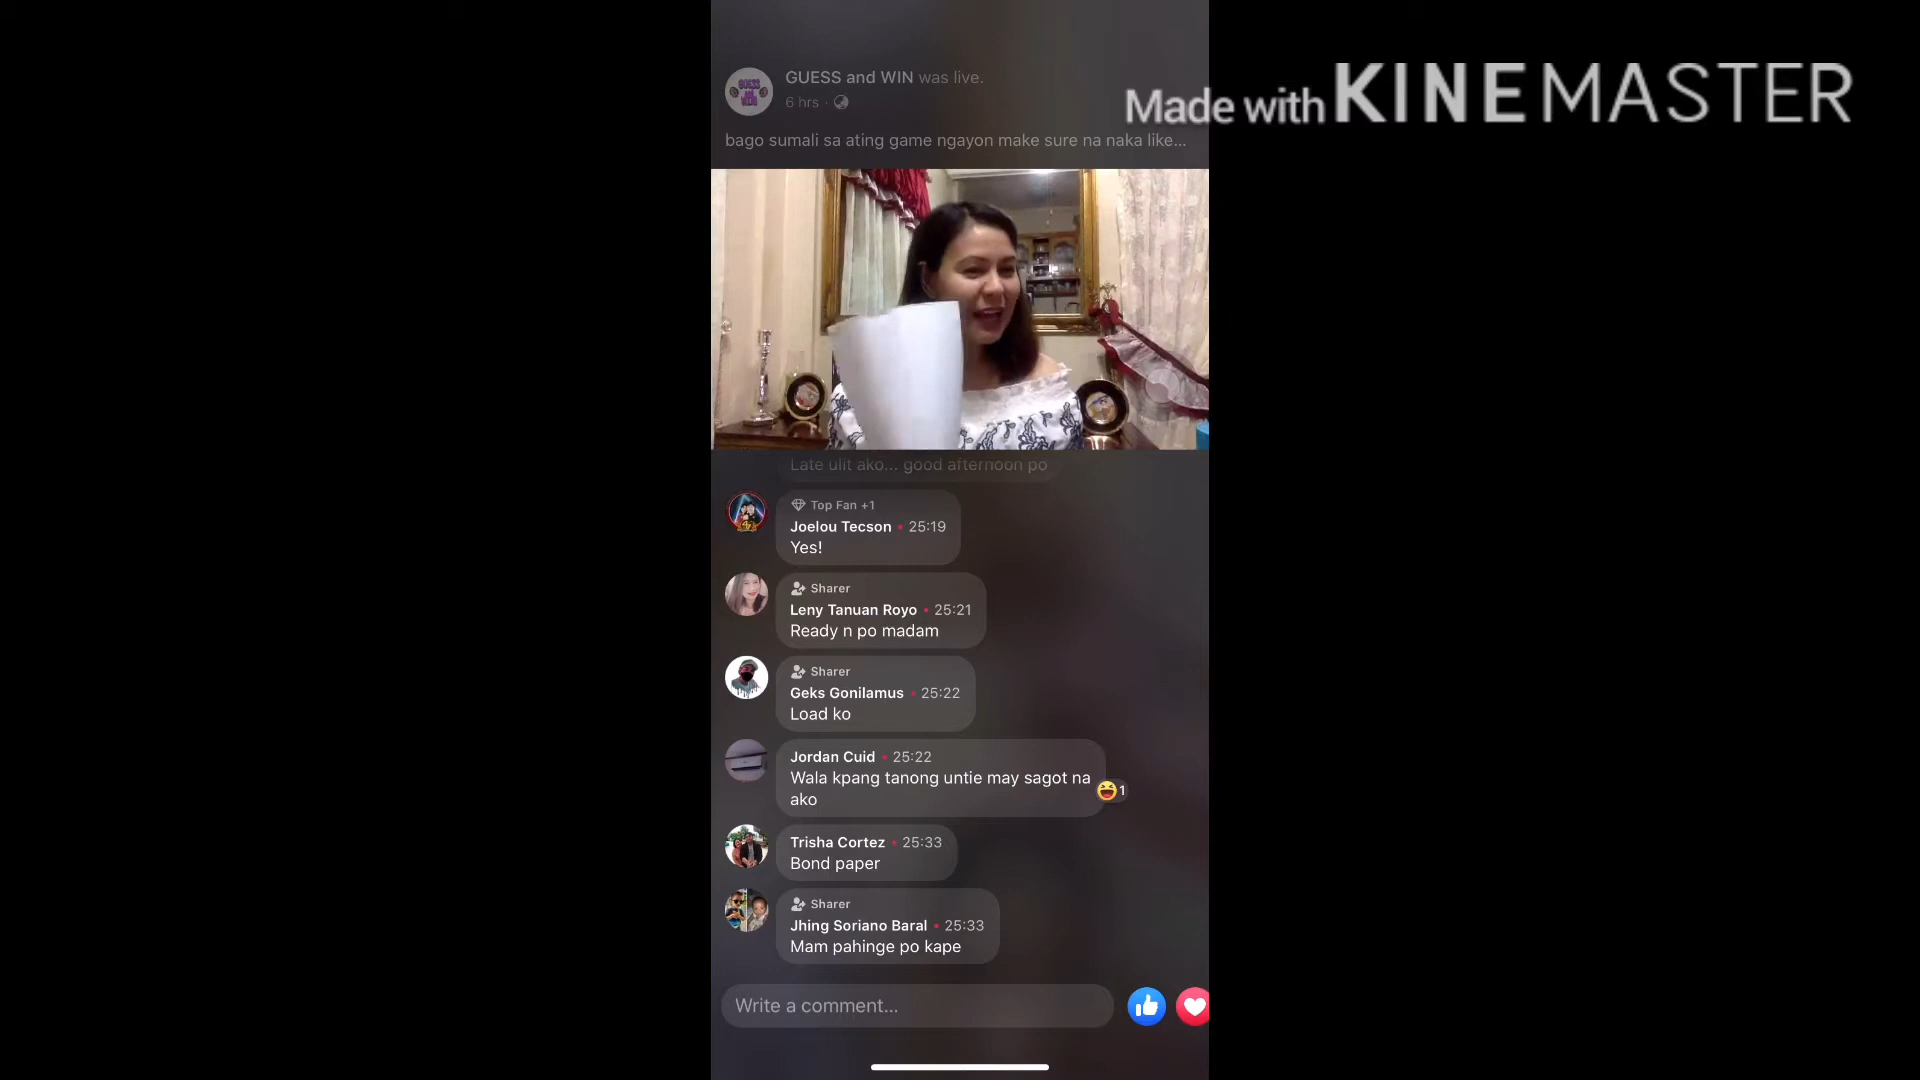 GUESS and WIN was live.
6 hrs ·
Made with KINEMASTER
bago sumali sa ating game ngayon make sure na naka like...
Late ulit ako... good afternoon po
Top Fan +1
Joelou Tecson • 25:19
Yes!
Sharer
Leny Tanuan Royo • 25:21
Ready n po madam
Sharer
Geks Gonilamus • 25:22
Load ko
Jordan Cuid • 25:22
Wala kpang tanong untie may sagot na
ako
1
Trisha Cortez • 25:33
Bond paper
Sharer
Jhing Soriano Baral • 25:33
Mam pahinge po kape
Write a comment...